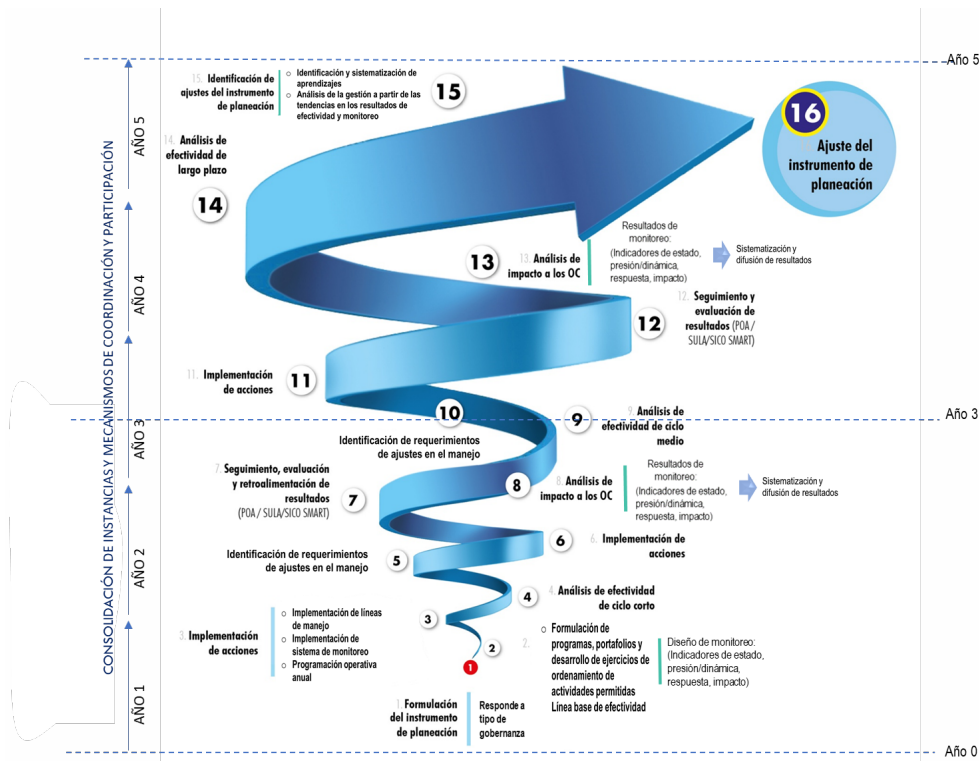 Año 5
15. Identificación de
ajustes del instrumento
de planeación
o Identificación y sistematización de
aprendizajes
o Análisis de la gestión a partir de las
tendencias en los resultados de
efectividad y monitoreo
15
16
Ajuste del
instrumento de
planeación
14. Análisis de
efectividad de
largo plazo
14
13
13. Análisis de
impacto a los OC
Resultados de
monitoreo:
(Indicadores de estado,
presión/dinámica,
respuesta, impacto)
Sistematización y
difusión de resultados
12
12. Seguimiento y
evaluación de
resultados (POA /
SULA/SICO SMART)
11. Implementación
de acciones
11
10
Identificación de requerimientos
de ajustes en el manejo
Año 3
9
9. Análisis de
efectividad de ciclo
medio
7. Seguimiento, evaluación
y retroalimentación de
resultados
(POA / SULA/SICO SMART)
7
8
8. Análisis de
impacto a los OC
Resultados de
monitoreo:
(Indicadores de estado,
presión/dinámica,
respuesta, impacto)
Sistematización y
difusión de resultados
6
6. Implementación de
acciones
Identificación de requerimientos
de ajustes en el manejo
5
4
4. Análisis de efectividad
de ciclo corto
3. Implementación
de acciones
o Implementación de líneas
de manejo
o Implementación de
sistema de monitoreo
o Programación operativa
anual
3
2
2.
o Formulación de
programas, portafolios y
desarrollo de ejercicios de
ordenamiento de
actividades permitidas
Línea base de efectividad
Diseño de monitoreo:
(Indicadores de estado,
presión/dinámica,
respuesta, impacto)
1
1. Formulación
del instrumento
de planeación
Responde a
tipo de
gobernanza
Año 0
CONSOLIDACIÓN DE INSTANCIAS Y MECANISMOS DE COORDINACIÓN Y PARTICIPACIÓN
AÑO 5
AÑO 4
AÑO 3
AÑO 2
AÑO 1